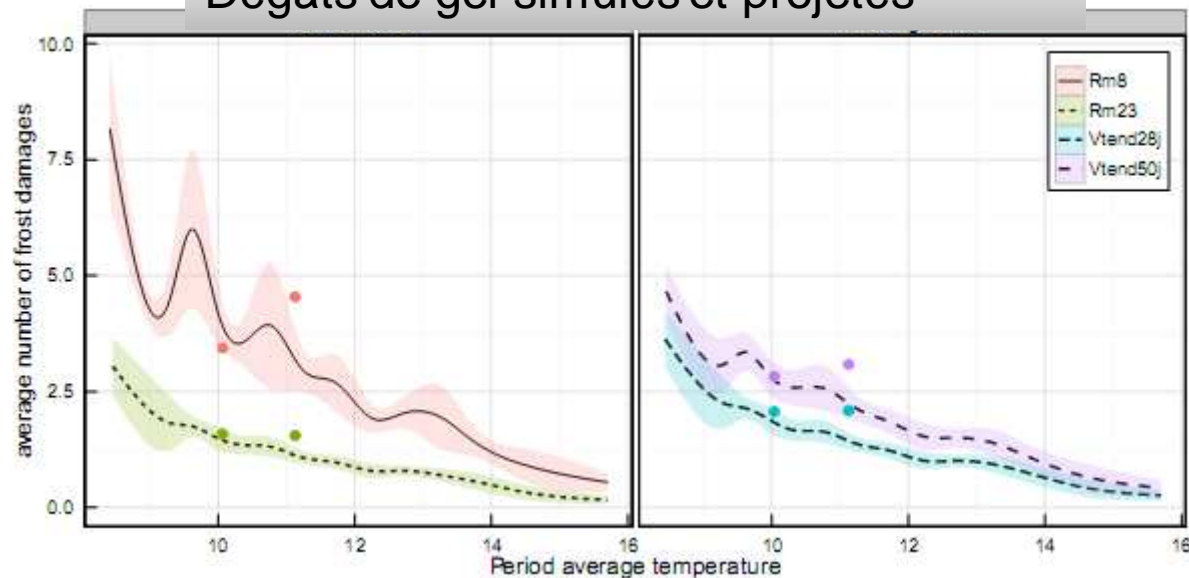 Dégâts de gel simulés et projetés
10.0
7.5
5.0
2.5
0.0
average number of frost damages
10
12
14
16
10
12
14
16
Period average temperature
Rm8
Rm23
Vtend28j
Vtend50j